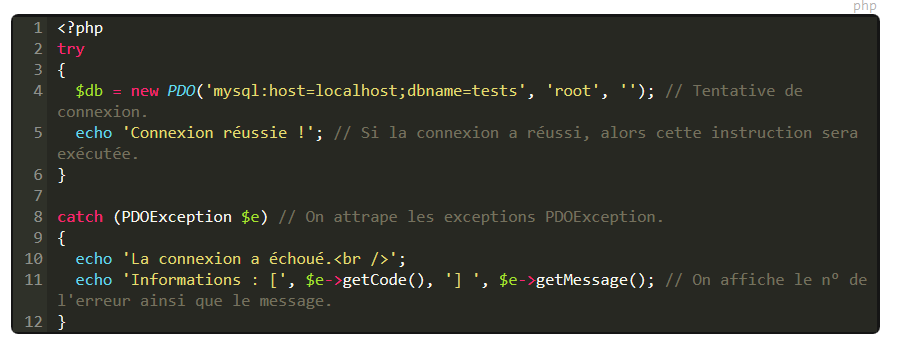 php
1 <?php
2 try
3 {
4   $db = new PDO('mysql:host=localhost;dbname=tests', 'root', ''); // Tentative de
connexion.
5   echo 'Connexion réussie !'; // Si la connexion a réussi, alors cette instruction sera
exécutée.
6 }
7
8 catch (PDOException $e) // On attrape les exceptions PDOException.
9 {
10   echo 'La connexion a échoué.<br />';
11   echo 'Informations : [', $e->getCode(), '] ', $e->getMessage(); // On affiche le n° de
l'erreur ainsi que le message.
12 }